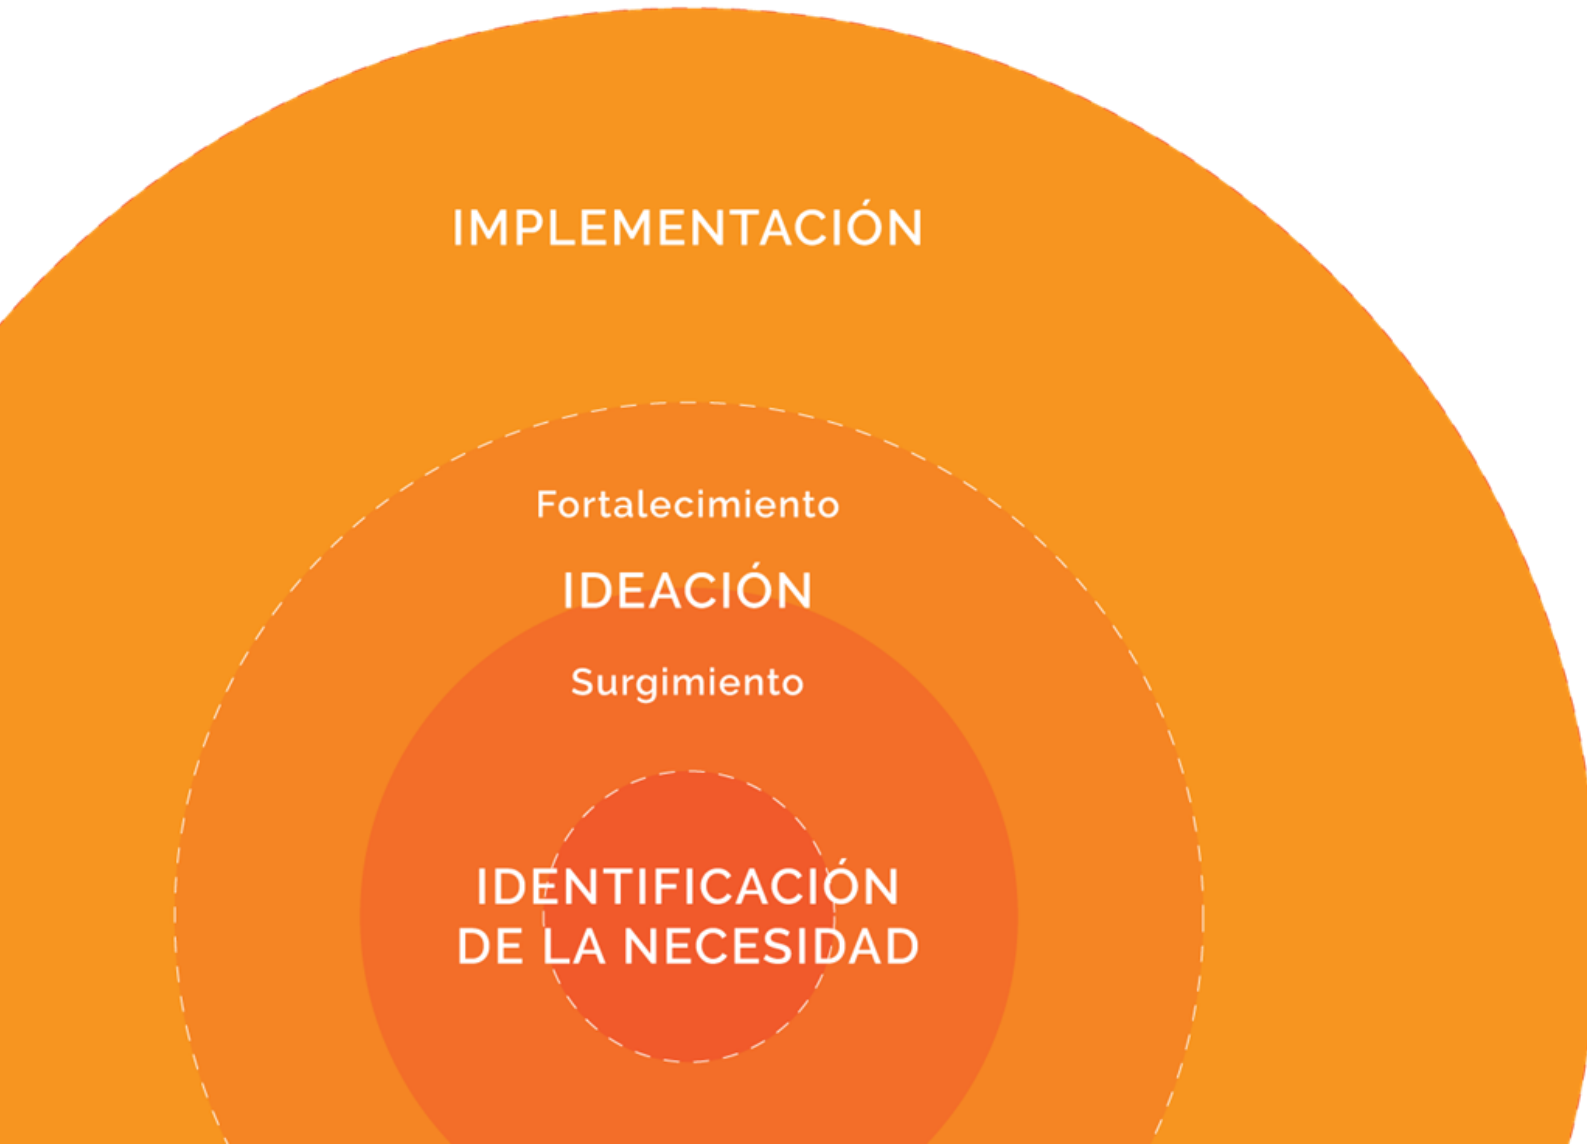 IMPLEMENTACIÓN
Fortalecimiento
IDEACIÓN
Surgimiento
IDENTIFICACIÓN
DE LA NECESIDAD